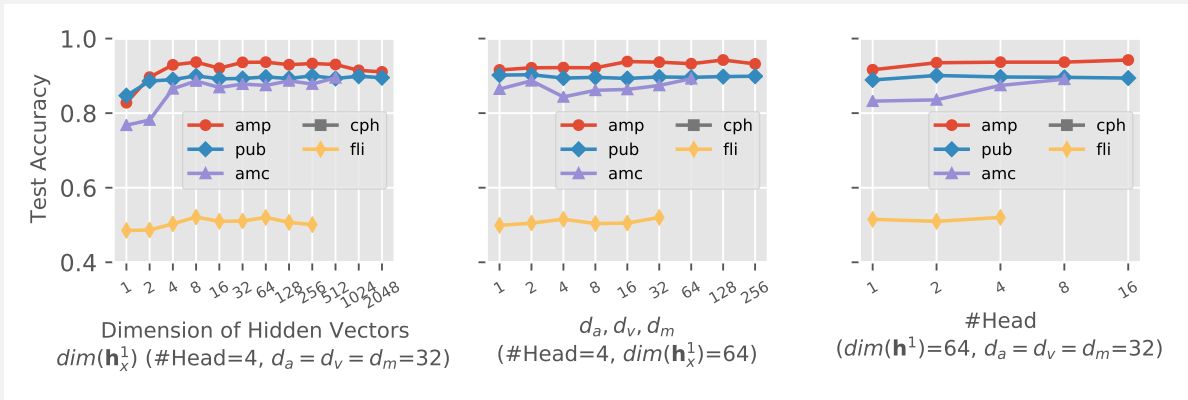 1.0
0.8
0.6
0.4
Test Accuracy
amp
pub
amc
cph
fli
1 2 4 8 16 32 64 128 256 512 1024 2048
Dimension of Hidden Vectors
dim(h¹ₓ) (#Head=4, dₐ = dᵥ = dₘ=32)
amp
pub
amc
cph
fli
1 2 4 8 16 32 64 128 256
dₐ, dᵥ, dₘ
(#Head=4, dim(h¹ₓ)=64)
amp
pub
amc
cph
fli
1 2 4 8 16
#Head
(dim(h¹)=64, dₐ = dᵥ = dₘ=32)